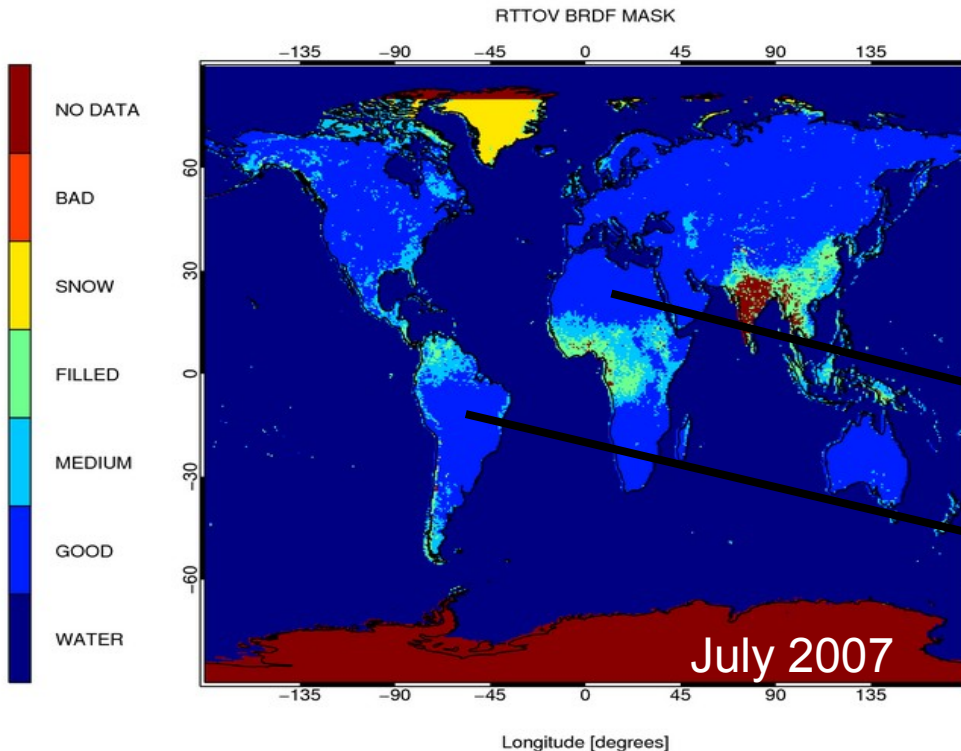 RTTOV BRDF MASK
−135 −90 −45 0 45 90 135
NO DATA
BAD
SNOW
FILLED
MEDIUM
GOOD
WATER
60
30
0
−30
−60
July 2007
−135 −90 −45 0 45 90 135
Longitude [degrees]